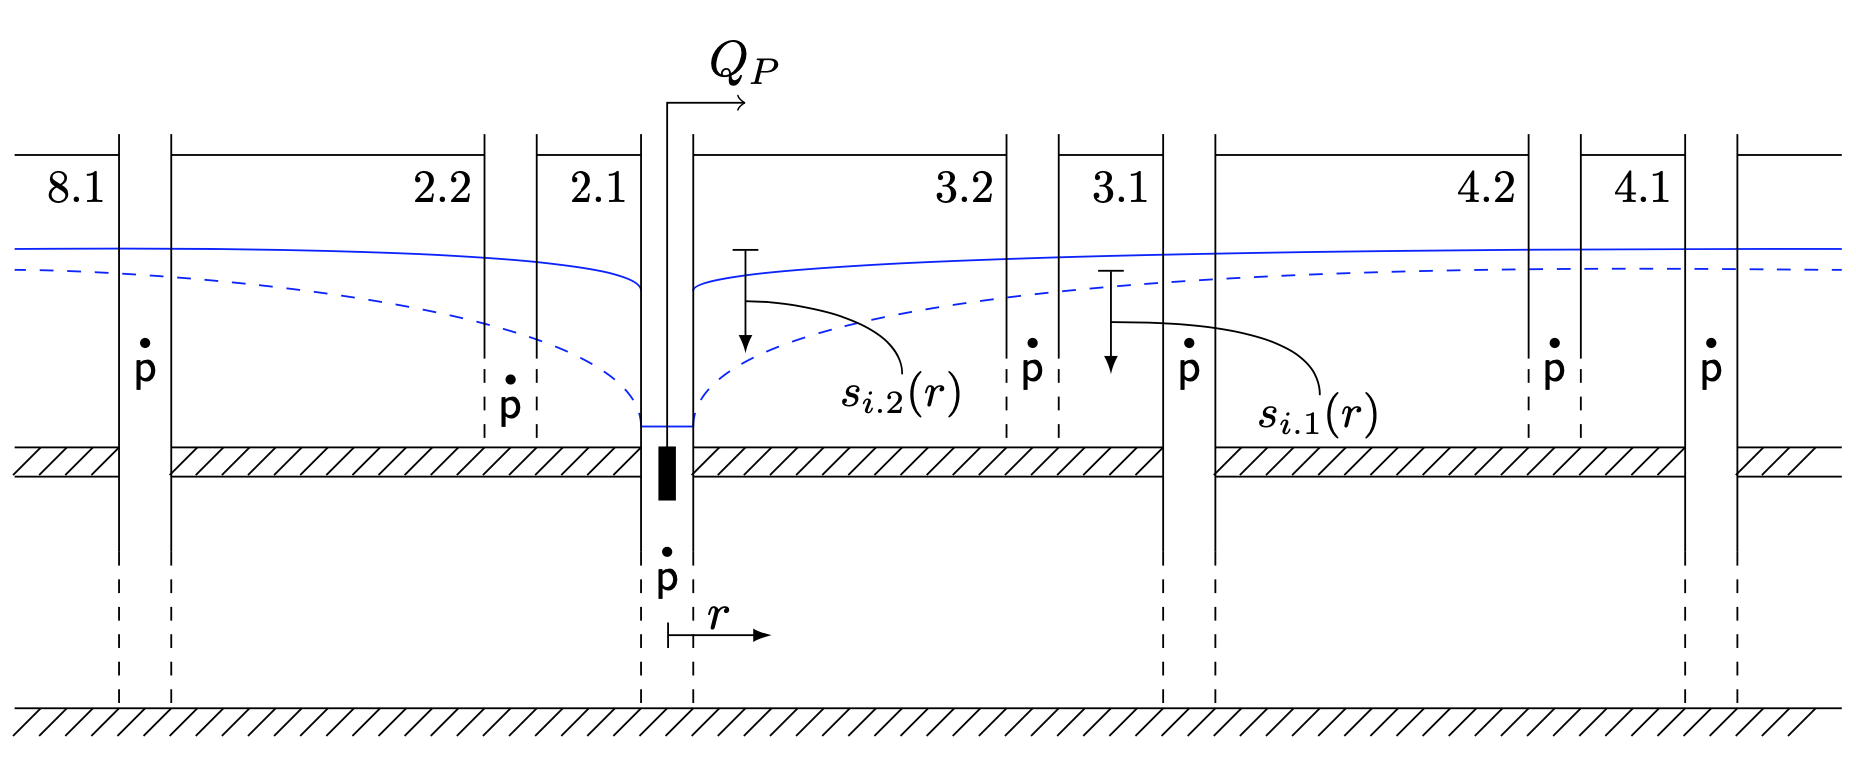 Q_P
8.1 2.2 2.1 3.2 3.1 4.2 4.1
p p p p p p
s_{i.2}(r) s_{i.1}(r)
p
r